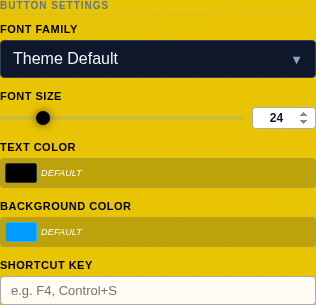 BUTTON SETTINGS
FONT FAMILY
Theme Default
FONT SIZE
24
TEXT COLOR
DEFAULT
BACKGROUND COLOR
DEFAULT
SHORTCUT KEY
e.g. F4, Control+S